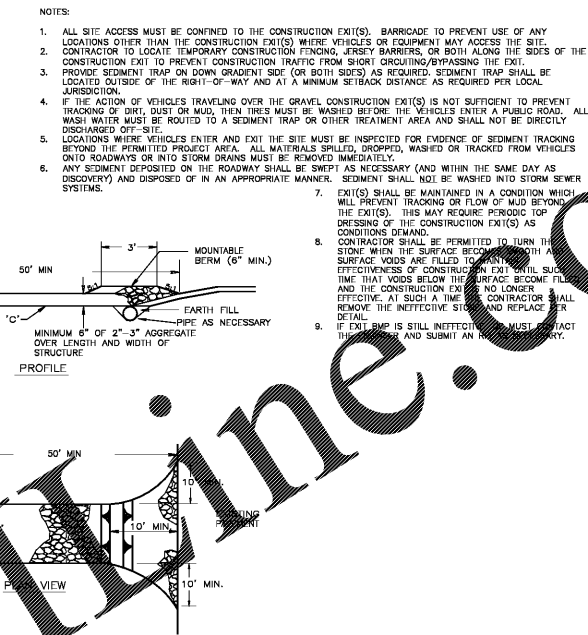 NOTES:
1. ALL SITE ACCESS MUST BE CONFINED TO THE CONSTRUCTION EXIT(S). BARRICADE TO PREVENT USE OF ANY
LOCATIONS OTHER THAN THE CONSTRUCTION EXIT(S) WHERE VEHICLES OR EQUIPMENT MAY ACCESS THE SITE.
2. CONTRACTOR TO LOCATE TEMPORARY CONSTRUCTION FENCING, JERSEY BARRIERS, OR BOTH ALONG THE SIDES OF THE
CONSTRUCTION EXIT TO PREVENT CONSTRUCTION TRAFFIC FROM SHORT CIRCUITING/BYPASSING THE EXIT.
3. PROVIDE SEDIMENT TRAP ON DOWN GRADIENT SIDE (OR BOTH SIDES) AS REQUIRED. SEDIMENT TRAP SHALL BE
LOCATED OUTSIDE OF THE RIGHT-OF-WAY AND AT A MINIMUM SETBACK DISTANCE AS REQUIRED PER LOCAL
JURISDICTION.
4. IF THE ACTION OF VEHICLES TRAVELING OVER THE GRAVEL CONSTRUCTION EXIT(S) IS NOT SUFFICIENT TO PREVENT
TRACKING OF DIRT, DUST OR MUD, THEN TIRES MUST BE WASHED BEFORE THE VEHICLES ENTER A PUBLIC ROAD. ALL
WASH WATER MUST BE ROUTED TO A SEDIMENT TRAP OR OTHER TREATMENT AREA AND SHALL NOT BE DIRECTLY
DISCHARGED OFF-SITE.
5. LOCATIONS WHERE VEHICLES ENTER AND EXIT THE SITE MUST BE INSPECTED FOR EVIDENCE OF SEDIMENT TRACKING
BEYOND THE PERMITTED PROJECT AREA. ALL MATERIALS SPILLED, DROPPED, WASHED OR TRACKED FROM VEHICLES
ONTO ROADWAYS OR INTO STORM DRAINS MUST BE REMOVED IMMEDIATELY.
6. ANY SEDIMENT DEPOSITED ON THE ROADWAY SHALL BE SWEPT AS NECESSARY (AND WITHIN THE SAME DAY AS
DISCOVERY) AND DISPOSED OF IN AN APPROPRIATE MANNER. SEDIMENT SHALL NOT BE WASHED INTO STORM SEWER
SYSTEMS.
7. EXIT(S) SHALL BE MAINTAINED IN A CONDITION WHICH
WILL PREVENT TRACKING OR FLOW OF MUD BEYOND
THE EXIT(S). THIS MAY REQUIRE PERIODIC TOP
DRESSING OF THE CONSTRUCTION EXIT(S) AS
CONDITIONS DEMAND.
8. CONTRACTOR SHALL BE PERMITTED TO TURN THE
STONE WHEN THE SURFACE BECOMES SMOOTH AND
SURFACE VOIDS ARE FILLED TO MAINTAIN
EFFECTIVENESS OF CONSTRUCTION EXIT UNTIL SUCH
TIME THAT VOIDS BELOW THE SURFACE BECOME FILLED
AND THE CONSTRUCTION EXIT IS NO LONGER
EFFECTIVE. AT SUCH A TIME CONTRACTOR SHALL
REMOVE THE INEFFECTIVE STONE AND REPLACE PER
DETAIL.
9. IF EXIT BMP IS STILL INEFFECTIVE, MUST CONTACT
THE AND SUBMIT AN
3'
50' MIN
MOUNTABLE
BERM (6" MIN.)
5:1
5:1
'C'
EARTH FILL
PIPE AS NECESSARY
MINIMUM 6" OF 2"-3" AGGREGATE
OVER LENGTH AND WIDTH OF
STRUCTURE
PROFILE
50' MIN
10' MIN.
10' MIN.
EXISTING
PAVEMENT
10' MIN.
PLAN VIEW
lLine.co